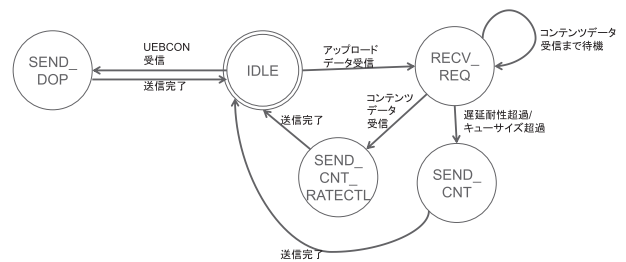 SEND_
DOP
UEBCON
受信
送信完了
IDLE
アップロード
データ受信
RECV_
REQ
コンテンツデータ
受信まで待機
コンテンツ
データ
受信
遅延耐性超過/
キューサイズ超過
送信完了
SEND_
CNT_
RATECTL
SEND_
CNT
送信完了